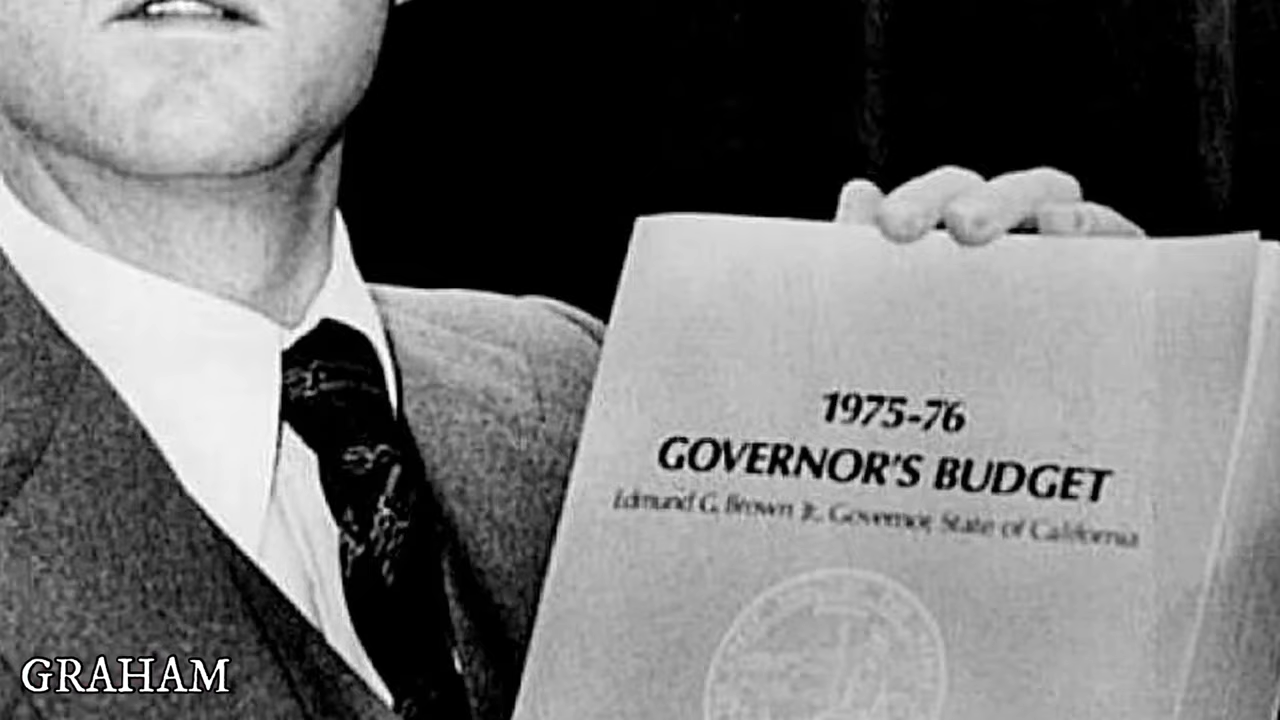 1975-76
GOVERNOR'S BUDGET
Edmund G. Brown Jr., Governor, State of California
GRAHAM